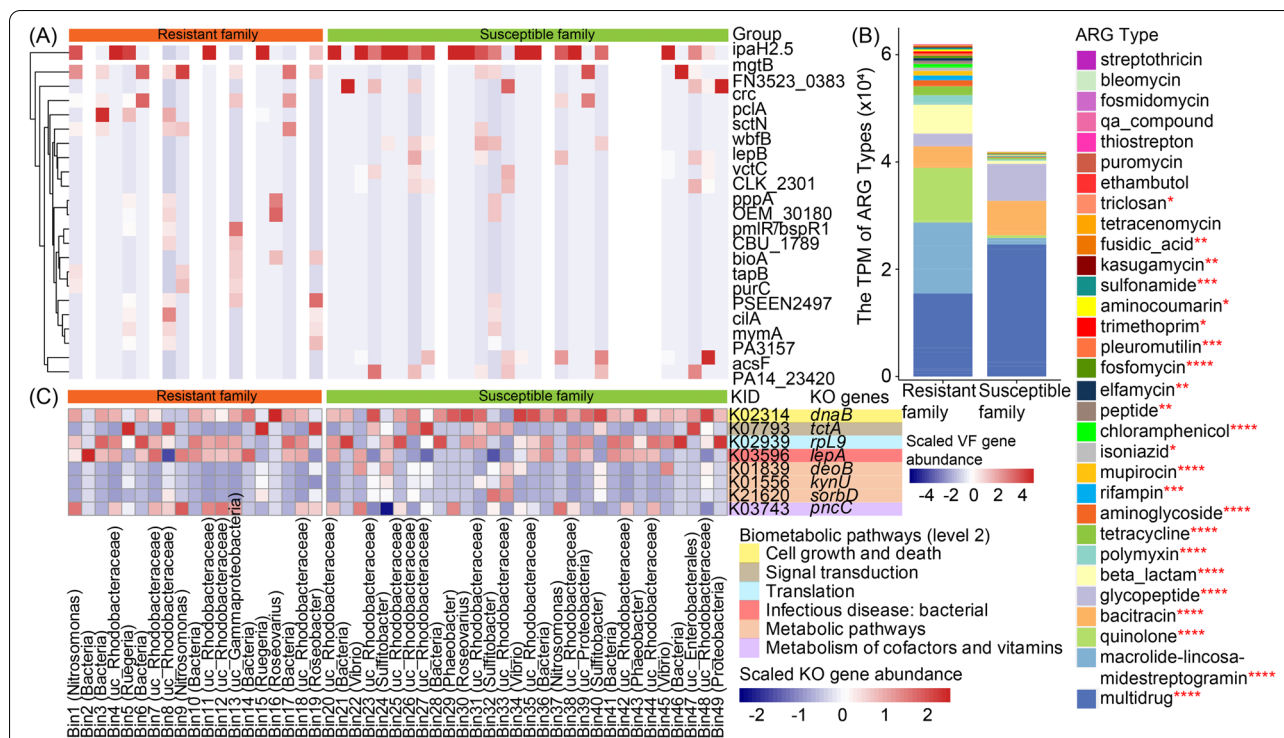 (A)
Resistant family
Susceptible family
Group
ipaH2.5
mgtB
FN3523_0383
crc
pclA
sctN
wbfB
lepB
vctC
CLK_2301
pppA
OEM_30180
pmlR/bspR1
CBU_1789
bioA
tapB
purC
PSEEN2497
cilA
mymA
PA3157
acsF
PA14_23420
(B)
The TPM of ARG Types (x10⁴)
6
4
2
0
Resistant family
Susceptible family
Scaled VF gene abundance
-4 -2 0 2 4
ARG Type
streptothricin
bleomycin
fosmidomycin
qa_compound
thiostrepton
puromycin
ethambutol
triclosan*
tetracenomycin
fusidic_acid**
kasugamycin**
sulfonamide***
aminocoumarin*
trimethoprim*
pleuromutilin***
fosfomycin****
elfamycin**
peptide**
chloramphenicol****
isoniazid*
mupirocin****
rifampin***
aminoglycoside****
tetracycline****
polymyxin****
beta_lactam****
glycopeptide****
bacitracin****
quinolone****
macrolide-lincosa-
midestreptogramin****
multidrug****
(C)
Resistant family
Susceptible family
KID KO genes
K02314 dnaB
K07793 tctA
K02939 rpL9
K03596 lepA
K01839 deoB
K01556 kynU
K21620 sorbD
K03743 pncC
Biometabolic pathways (level 2)
Cell growth and death
Signal transduction
Translation
Infectious disease: bacterial
Metabolic pathways
Metabolism of cofactors and vitamins
Scaled KO gene abundance
-2 -1 0 1 2
Bin1 (Nitrosomonas)
Bin2 (Bacteria)
Bin3 (Bacteria)
Bin4 (uc_Rhodobacteraceae)
Bin5 (Ruegeria)
Bin6 (Bacteria)
Bin7 (uc_Rhodobacteraceae)
Bin8 (uc_Rhodobacteraceae)
Bin9 (Nitrosomonas)
Bin10 (Bacteria)
Bin11 (uc_Rhodobacteraceae)
Bin12 (uc_Rhodobacteraceae)
Bin13 (uc_Gammaproteobacteria)
Bin14 (Bacteria)
Bin15 (Ruegeria)
Bin16 (Roseovarius)
Bin17 (Bacteria)
Bin18 (uc_Rhodobacteraceae)
Bin19 (Roseobacter)
Bin20 (uc_Rhodobacteraceae)
Bin21 (Bacteria)
Bin22 (Vibrio)
Bin23 (uc_Rhodobacteraceae)
Bin24 (Sulfitobacter)
Bin25 (uc_Rhodobacteraceae)
Bin26 (uc_Rhodobacteraceae)
Bin27 (uc_Rhodobacteraceae)
Bin28 (Bacteria)
Bin29 (Phaeobacter)
Bin30 (Roseovarius)
Bin31 (uc_Rhodobacteraceae)
Bin32 (Sulfitobacter)
Bin33 (uc_Rhodobacteraceae)
Bin34 (Vibrio)
Bin35 (uc_Rhodobacteraceae)
Bin36 (Bacteria)
Bin37 (Nitrosomonas)
Bin38 (uc_Rhodobacteraceae)
Bin39 (uc_Proteobacteria)
Bin40 (Sulfitobacter)
Bin41 (Bacteria)
Bin42 (uc_Rhodobacteraceae)
Bin43 (Phaeobacter)
Bin44 (uc_Rhodobacteraceae)
Bin45 (Vibrio)
Bin46 (Bacteria)
Bin47 (uc_Enterobacterales)
Bin48 (uc_Rhodobacteraceae)
Bin49 (Proteobacteria)